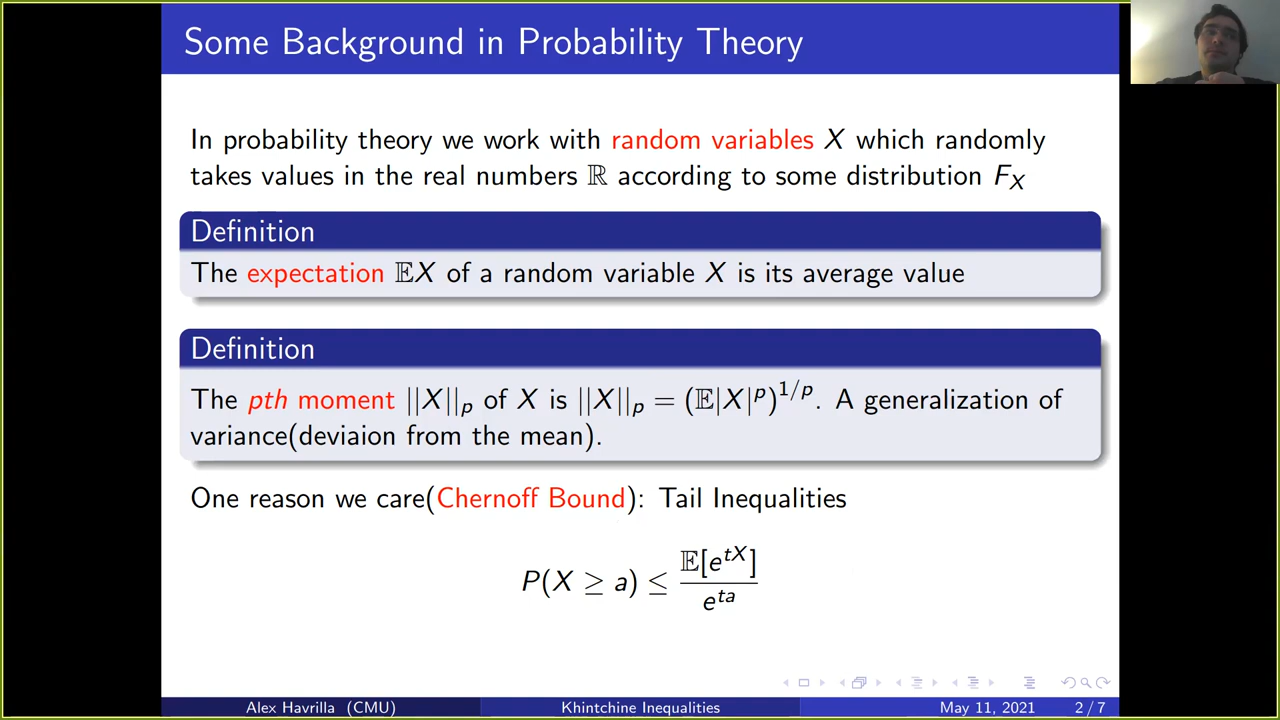 Some Background in Probability Theory
In probability theory we work with random variables X which randomly
takes values in the real numbers ℝ according to some distribution F_X
Definition
The expectation 𝔼X of a random variable X is its average value
Definition
The pth moment ||X||_p of X is ||X||_p = (𝔼|X|^p)^{1/p}. A generalization of
variance(deviaion from the mean).
One reason we care(Chernoff Bound): Tail Inequalities
P(X ≥ a) ≤ 𝔼[e^{tX}] / e^{ta}
Alex Havrilla (CMU) Khintchine Inequalities May 11, 2021 2 / 7